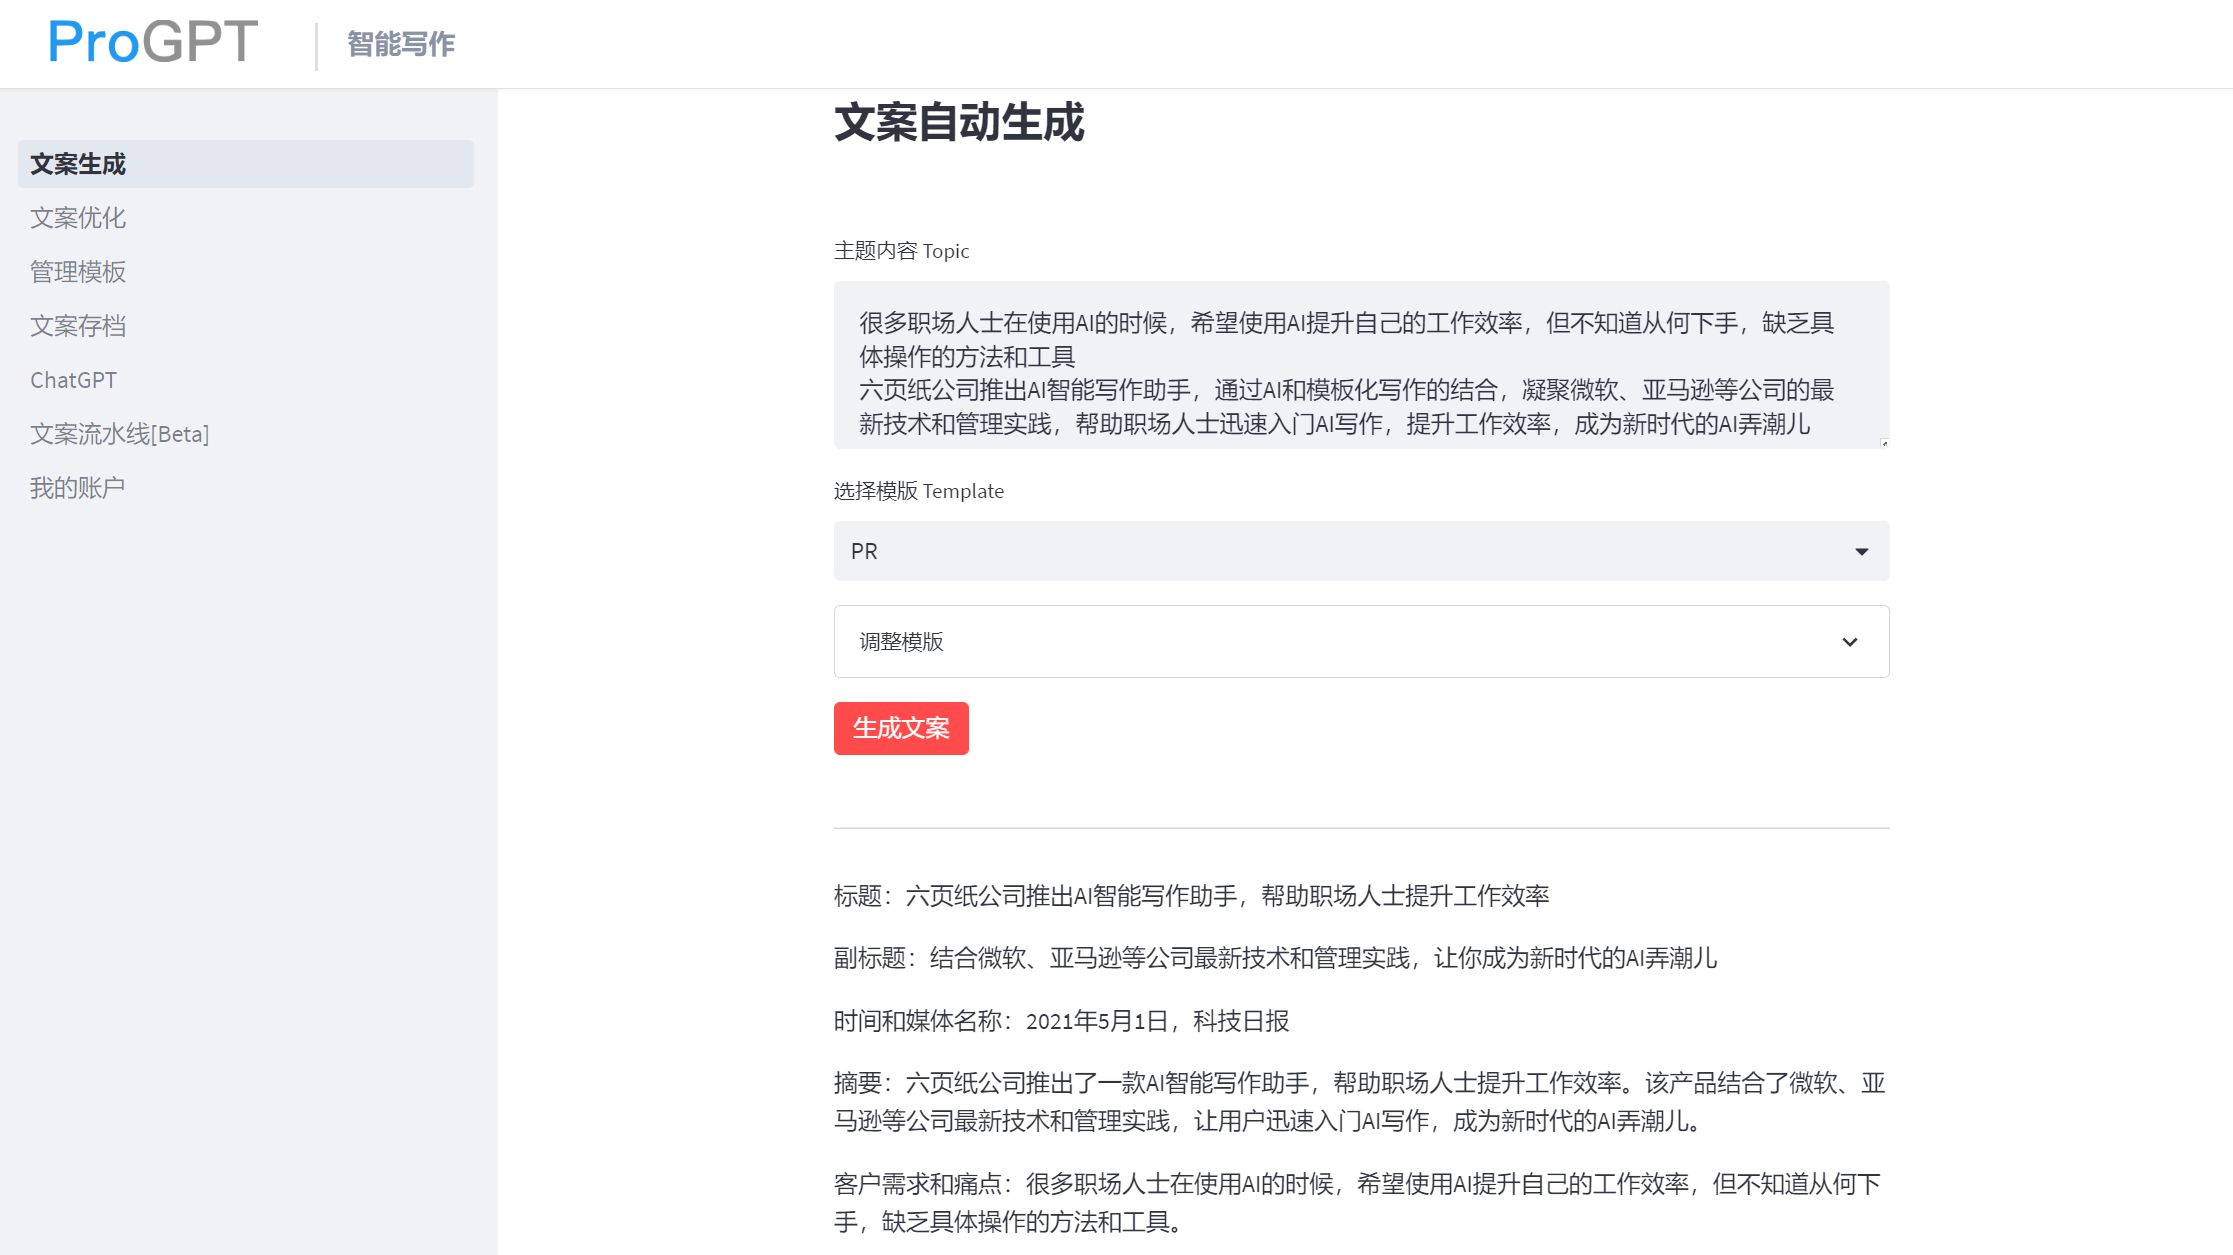 ProGPT
智能写作
文案生成
文案优化
管理模板
文案存档
ChatGPT
文案流水线[Beta]
我的账户
文案自动生成
主题内容 Topic
很多职场人士在使用AI的时候，希望使用AI提升自己的工作效率，但不知道从何下手，缺乏具
体操作的方法和工具
六页纸公司推出AI智能写作助手，通过AI和模板化写作的结合，凝聚微软、亚马逊等公司的最
新技术和管理实践，帮助职场人士迅速入门AI写作，提升工作效率，成为新时代的AI弄潮儿
选择模版 Template
PR
调整模版
生成文案
标题：六页纸公司推出AI智能写作助手，帮助职场人士提升工作效率
副标题：结合微软、亚马逊等公司最新技术和管理实践，让你成为新时代的AI弄潮儿
时间和媒体名称：2021年5月1日，科技日报
摘要：六页纸公司推出了一款AI智能写作助手，帮助职场人士提升工作效率。该产品结合了微软、亚
马逊等公司最新技术和管理实践，让用户迅速入门AI写作，成为新时代的AI弄潮儿。
客户需求和痛点：很多职场人士在使用AI的时候，希望使用AI提升自己的工作效率，但不知道从何下
手，缺乏具体操作的方法和工具。